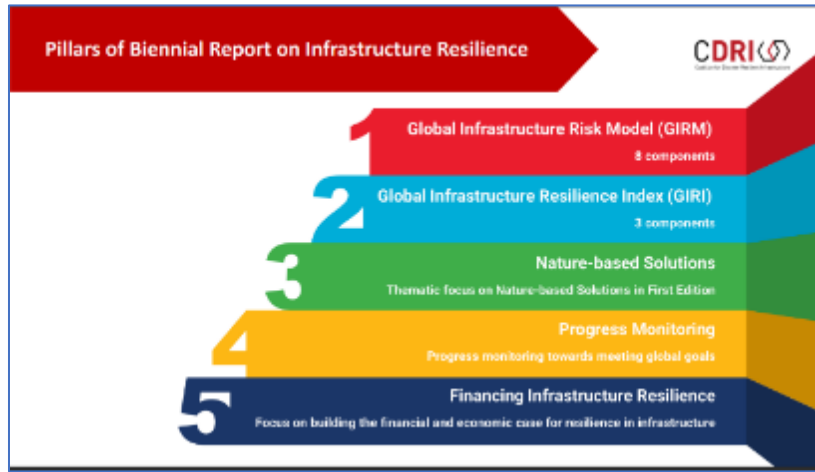 Pillars of Biennial Report on Infrastructure Resilience
CDRI
1
Global Infrastructure Risk Model (GIRM)
8 components
2
Global Infrastructure Resilience Index (GIRI)
3 components
3
Nature-based Solutions
Thematic focus on Nature-based Solutions in First Edition
4
Progress Monitoring
Progress monitoring towards meeting global goals
5
Financing Infrastructure Resilience
Focus on building the financial and economic case for resilience in infrastructure